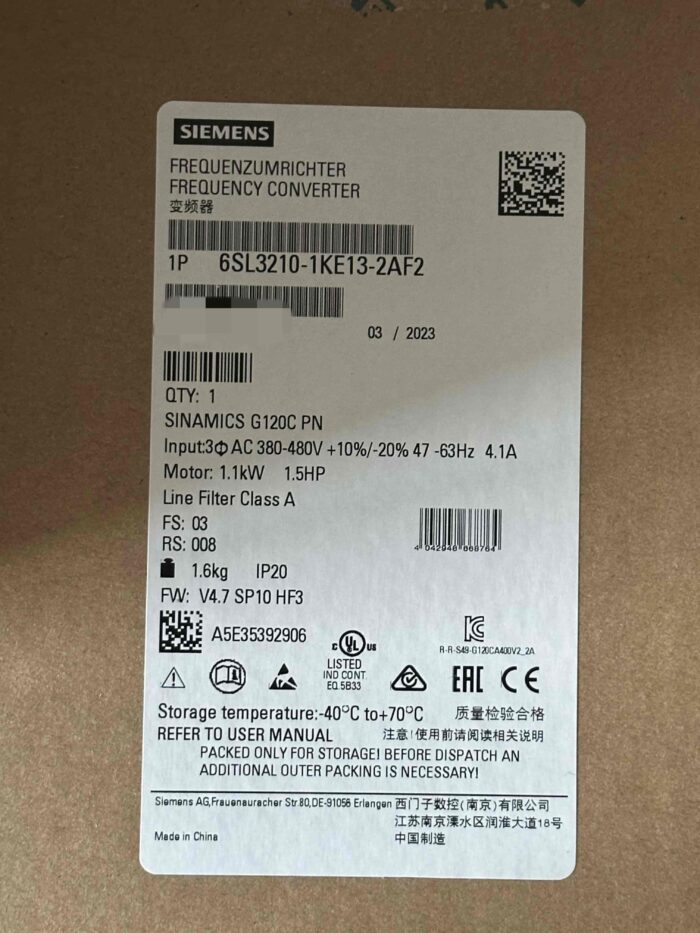 SIEMENS
FREQUENZUMRICHTER
FREQUENCY CONVERTER
变频器
1P 6SL3210-1KE13-2AF2
03 / 2023
QTY: 1
SINAMICS G120C PN
Input:3Φ AC 380-480V +10%/-20% 47 -63Hz 4.1A
Motor: 1.1kW 1.5HP
Line Filter Class A
FS: 03
RS: 008
4 042948 668764
1.6kg IP20
FW: V4.7 SP10 HF3
A5E35392906
C UL US
LISTED
IND CONT.
EQ.5B33
R-R-S49-G120CA400V2_2A
EAC CE
Storage temperature:-40°C to+70°C 质量检验合格
REFER TO USER MANUAL 注意!使用前请阅读相关说明
PACKED ONLY FOR STORAGE! BEFORE DISPATCH AN
ADDITIONAL OUTER PACKING IS NECESSARY!
Siemens AG,Frauenauracher Str.80,DE-91056 Erlangen 西门子数控(南京)有限公司
江苏南京溧水区润淮大道18号
Made in China 中国制造